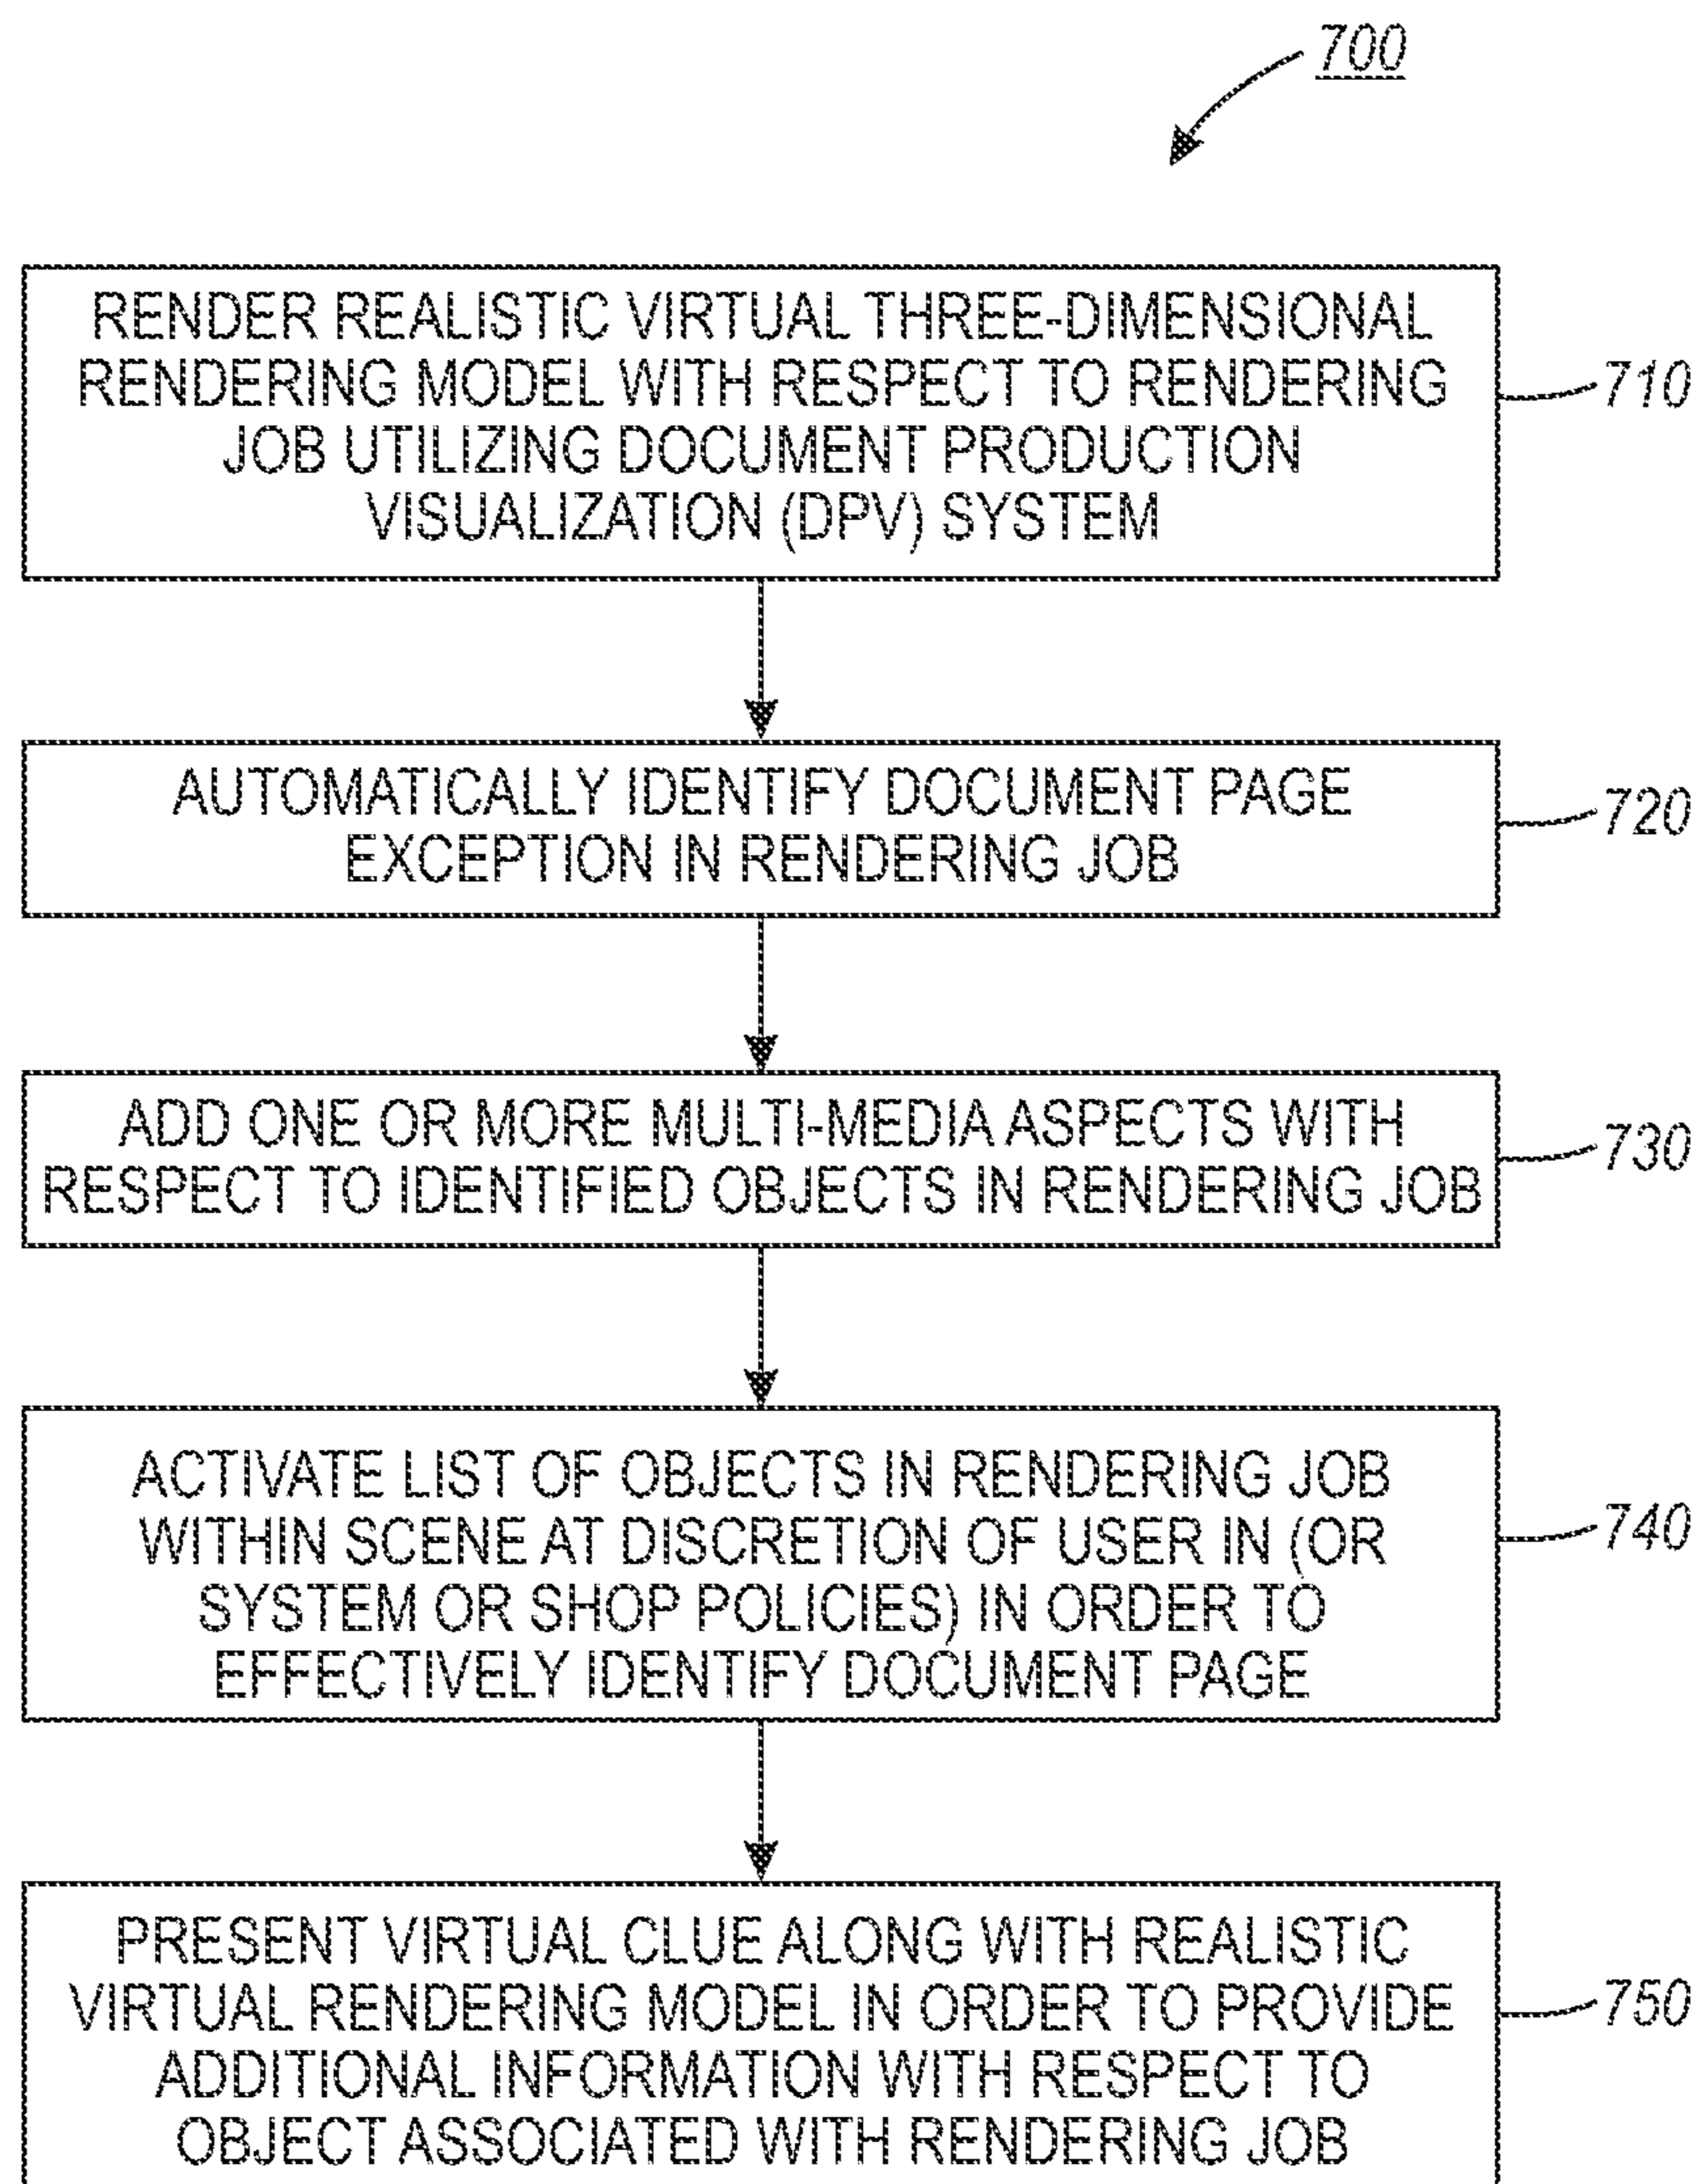 700
RENDER REALISTIC VIRTUAL THREE-DIMENSIONAL
RENDERING MODEL WITH RESPECT TO RENDERING
JOB UTILIZING DOCUMENT PRODUCTION
VISUALIZATION (DPV) SYSTEM
710
AUTOMATICALLY IDENTIFY DOCUMENT PAGE
EXCEPTION IN RENDERING JOB
720
ADD ONE OR MORE MULTI-MEDIA ASPECTS WITH
RESPECT TO IDENTIFIED OBJECTS IN RENDERING JOB
730
ACTIVATE LIST OF OBJECTS IN RENDERING JOB
WITHIN SCENE AT DISCRETION OF USER IN (OR
SYSTEM OR SHOP POLICIES) IN ORDER TO
EFFECTIVELY IDENTIFY DOCUMENT PAGE
740
PRESENT VIRTUAL CLUE ALONG WITH REALISTIC
VIRTUAL RENDERING MODEL IN ORDER TO PROVIDE
ADDITIONAL INFORMATION WITH RESPECT TO
OBJECT ASSOCIATED WITH RENDERING JOB
750